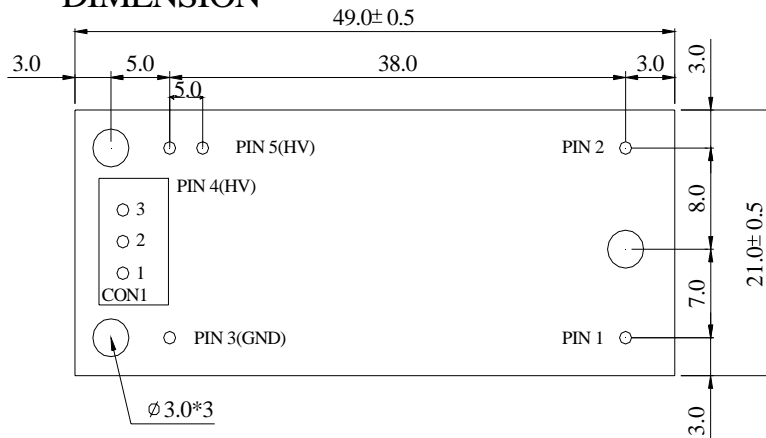 DIMENSION
49.0± 0.5
3.0 5.0 38.0 3.0
5.0
3.0
PIN 5(HV) PIN 2
PIN 4(HV)
3
2
1
CON1
8.0
21.0± 0.5
7.0
PIN 3(GND) PIN 1
3.0
Ø 3.0*3